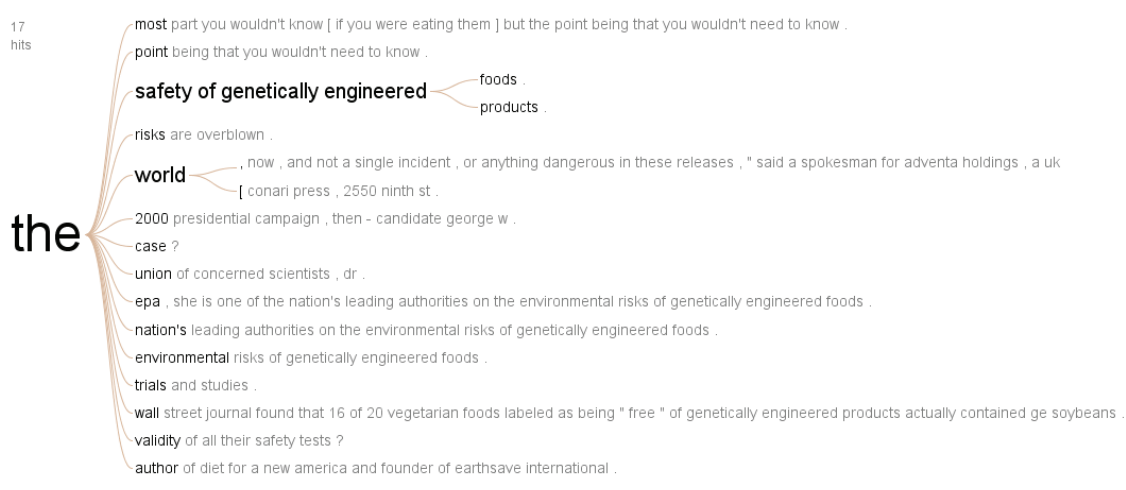 17
hits
most part you wouldn't know [ if you were eating them ] but the point being that you wouldn't need to know .
point being that you wouldn't need to know .
foods .
safety of genetically engineered
products .
risks are overblown .
, now , and not a single incident , or anything dangerous in these releases , " said a spokesman for adventa holdings , a uk
world
[ conari press , 2550 ninth st .
2000 presidential campaign , then - candidate george w .
the
case ?
union of concerned scientists , dr .
epa , she is one of the nation's leading authorities on the environmental risks of genetically engineered foods .
nation's leading authorities on the environmental risks of genetically engineered foods .
environmental risks of genetically engineered foods .
trials and studies .
wall street journal found that 16 of 20 vegetarian foods labeled as being " free " of genetically engineered products actually contained ge soybeans .
validity of all their safety tests ?
author of diet for a new america and founder of earthsave international .